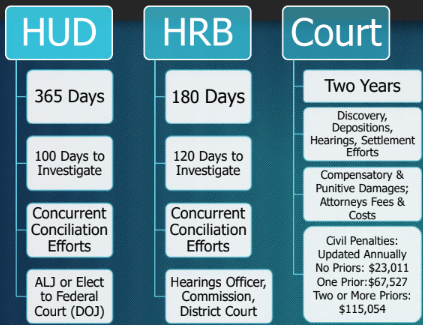 HUD
365 Days
100 Days to
Investigate
Concurrent
Conciliation
Efforts
ALJ or Elect
to Federal
Court (DOJ)
HRB
180 Days
120 Days to
Investigate
Concurrent
Conciliation
Efforts
Hearings Officer,
Commission,
District Court
Court
Two Years
Discovery,
Depositions,
Hearings, Settlement
Efforts
Compensatory &
Punitive Damages;
Attorneys Fees &
Costs
Civil Penalties:
Updated Annually
No Priors: $23,011
One Prior:$67,527
Two or More Priors:
$115,054